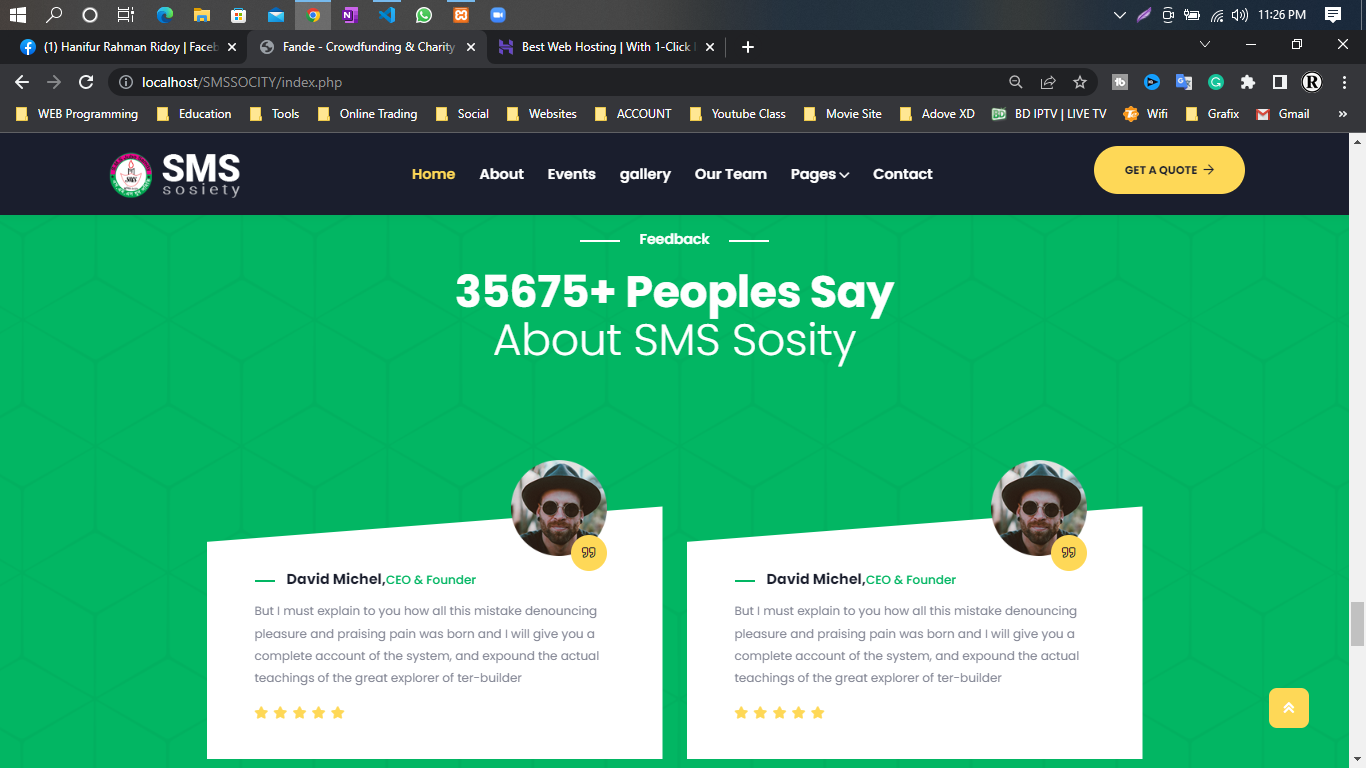 11:26 PM
(1) Hanifur Rahman Ridoy | Faceb
Fande - Crowdfunding & Charity
Best Web Hosting | With 1-Click
localhost/SMSSOCITY/index.php
WEB Programming
Education
Tools
Online Trading
Social
Websites
ACCOUNT
Youtube Class
Movie Site
Adove XD
BD IPTV | LIVE TV
Wifi
Grafix
Gmail
SMS
sosiety
Home
About
Events
gallery
Our Team
Pages
Contact
GET A QUOTE
Feedback
35675+ Peoples Say
About SMS Sosity
David Michel,CEO & Founder
But I must explain to you how all this mistake denouncing
pleasure and praising pain was born and I will give you a
complete account of the system, and expound the actual
teachings of the great explorer of ter-builder
David Michel,CEO & Founder
But I must explain to you how all this mistake denouncing
pleasure and praising pain was born and I will give you a
complete account of the system, and expound the actual
teachings of the great explorer of ter-builder